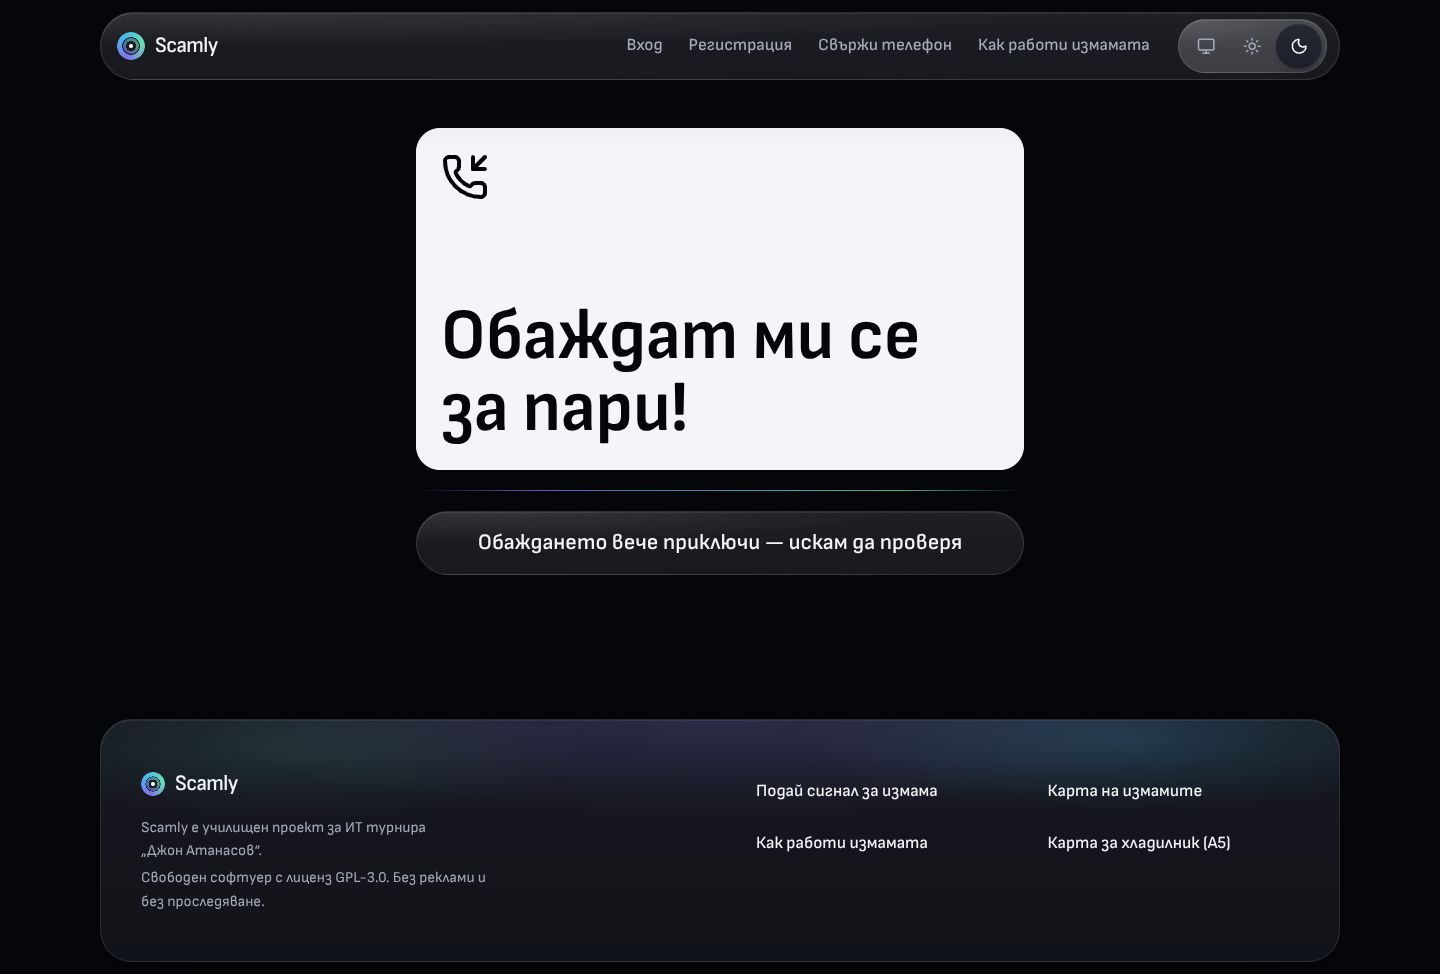 Scamly
Вход
Регистрация
Свържи телефон
Как работи измамата
Обаждат ми се
за пари!
Обаждането вече приключи — искам да проверя
Scamly
Scamly е училищен проект за ИТ турнира
„Джон Атанасов“.
Свободен софтуер с лиценз GPL-3.0. Без реклами и
без проследяване.
Подай сигнал за измама
Карта на измамите
Как работи измамата
Карта за хладилник (A5)